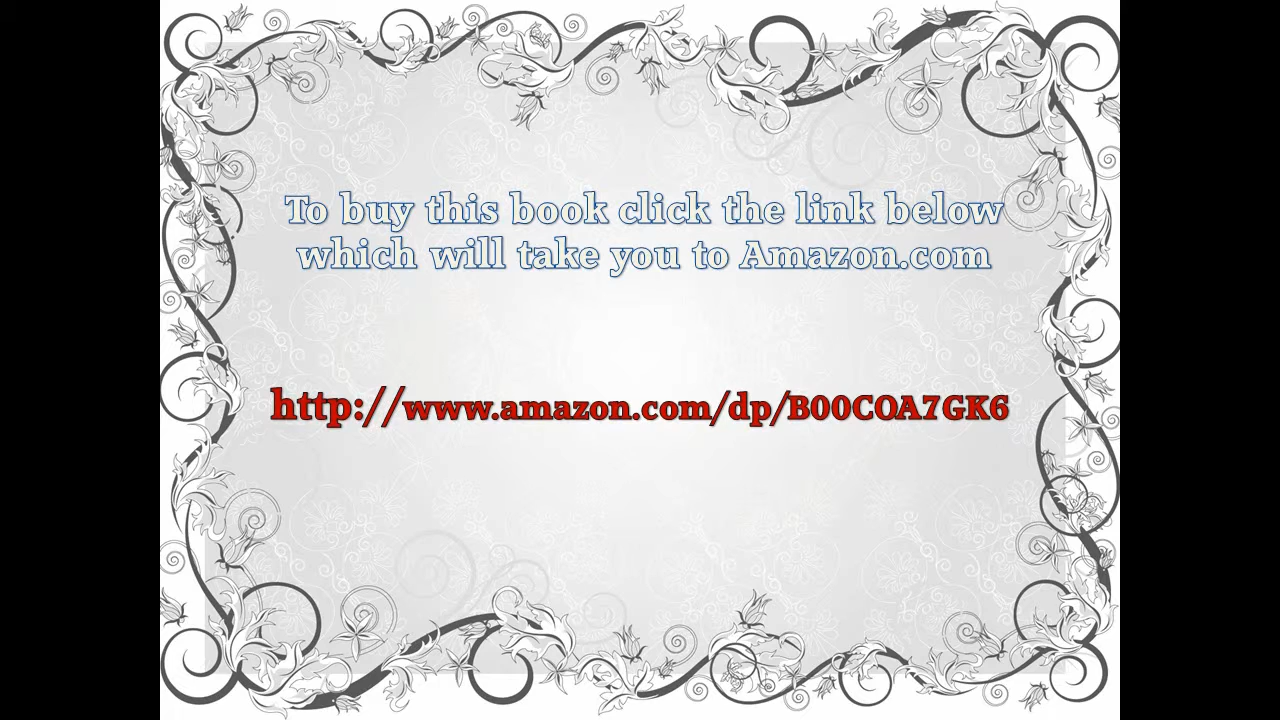 To buy this book click the link below
which will take you to Amazon.com
http://www.amazon.com/dp/B00COA7GK6